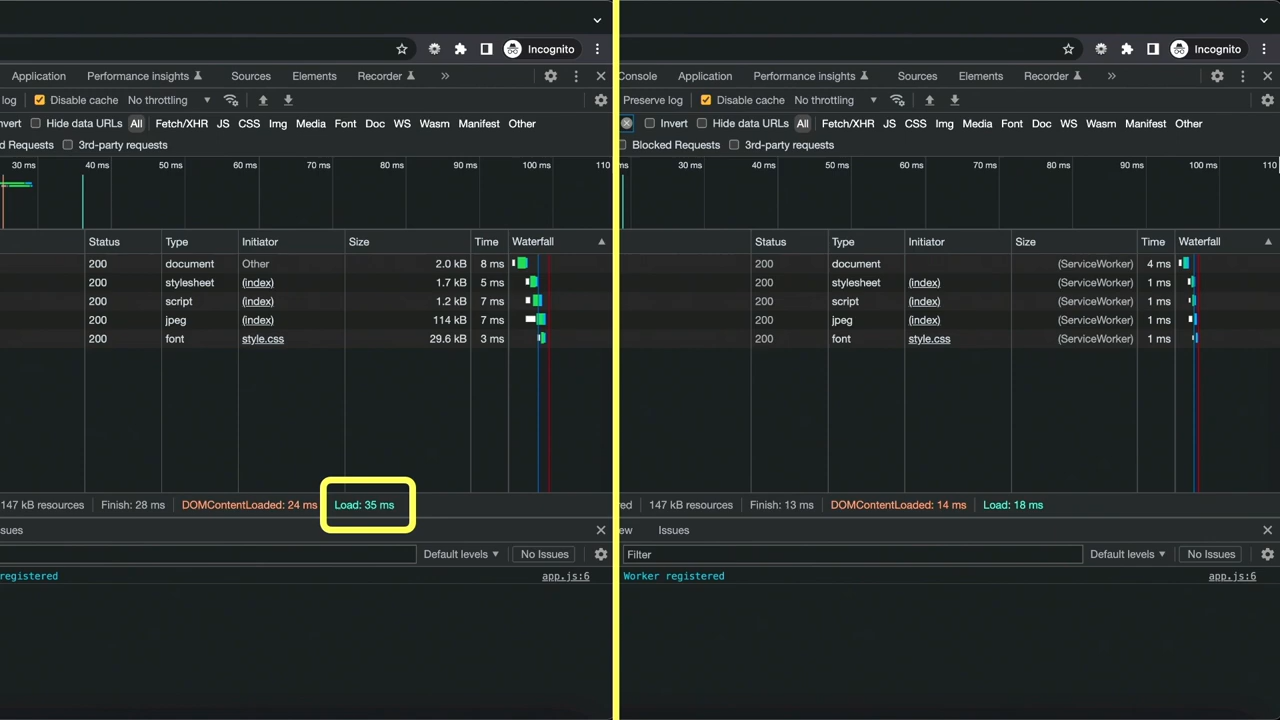 Incognito
Application Performance insights Sources Elements Recorder »
log Disable cache No throttling
nvert Hide data URLs All Fetch/XHR JS CSS Img Media Font Doc WS Wasm Manifest Other
d Requests 3rd-party requests
30 ms 40 ms 50 ms 60 ms 70 ms 80 ms 90 ms 100 ms 110
Status Type Initiator Size Time Waterfall
200 document Other 2.0 kB 8 ms
200 stylesheet (index) 1.7 kB 5 ms
200 script (index) 1.2 kB 7 ms
200 jpeg (index) 114 kB 7 ms
200 font style.css 29.6 kB 3 ms
147 kB resources Finish: 28 ms DOMContentLoaded: 24 ms Load: 35 ms
ssues
Default levels No Issues
registered app.js:6
Incognito
Console Application Performance insights Sources Elements Recorder »
Preserve log Disable cache No throttling
Invert Hide data URLs All Fetch/XHR JS CSS Img Media Font Doc WS Wasm Manifest Other
Blocked Requests 3rd-party requests
ms 30 ms 40 ms 50 ms 60 ms 70 ms 80 ms 90 ms 100 ms 110
Status Type Initiator Size Time Waterfall
200 document (ServiceWorker) 4 ms
200 stylesheet (index) (ServiceWorker) 1 ms
200 script (index) (ServiceWorker) 1 ms
200 jpeg (index) (ServiceWorker) 1 ms
200 font style.css (ServiceWorker) 1 ms
red 147 kB resources Finish: 13 ms DOMContentLoaded: 14 ms Load: 18 ms
ew Issues
Filter Default levels No Issues
Worker registered app.js:6